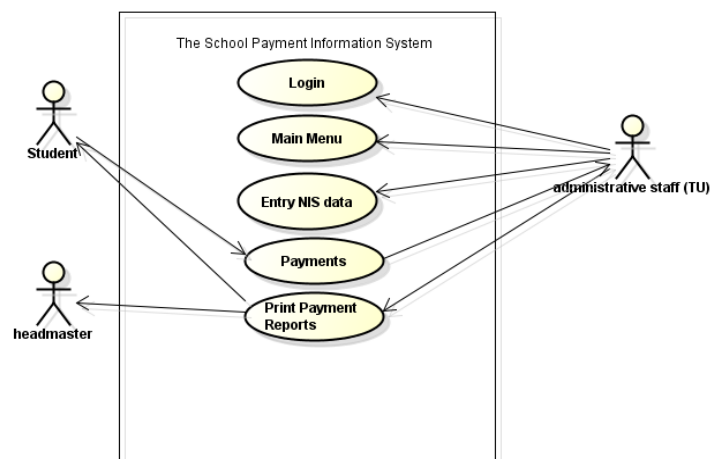 The School Payment Information System
Login
Main Menu
Student
administrative staff (TU)
Entry NIS data
Payments
Print Payment
Reports
headmaster